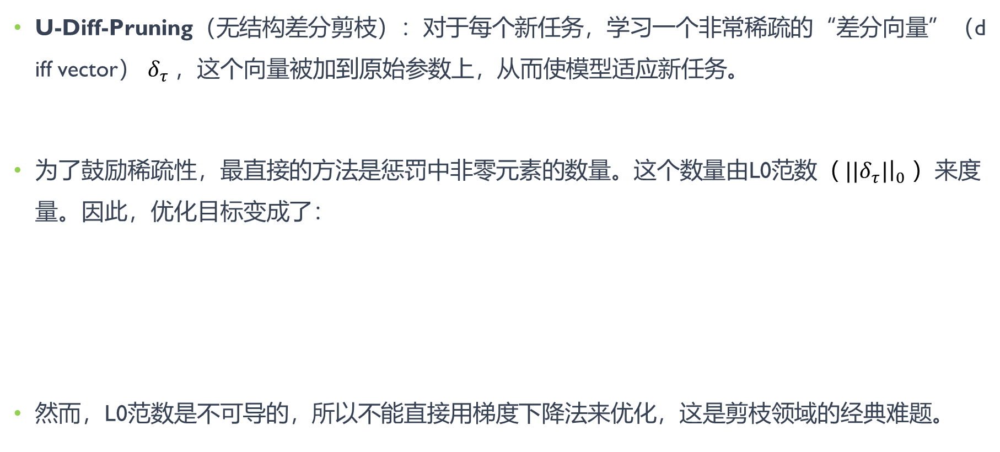 • U-Diff-Pruning（无结构差分剪枝）：对于每个新任务，学习一个非常稀疏的“差分向量”（d
iff vector） δ_τ，这个向量被加到原始参数上，从而使模型适应新任务。
• 为了鼓励稀疏性，最直接的方法是惩罚中非零元素的数量。这个数量由L0范数（||δ_τ||_0）来度
量。因此，优化目标变成了：
• 然而，L0范数是不可导的，所以不能直接用梯度下降法来优化，这是剪枝领域的经典难题。